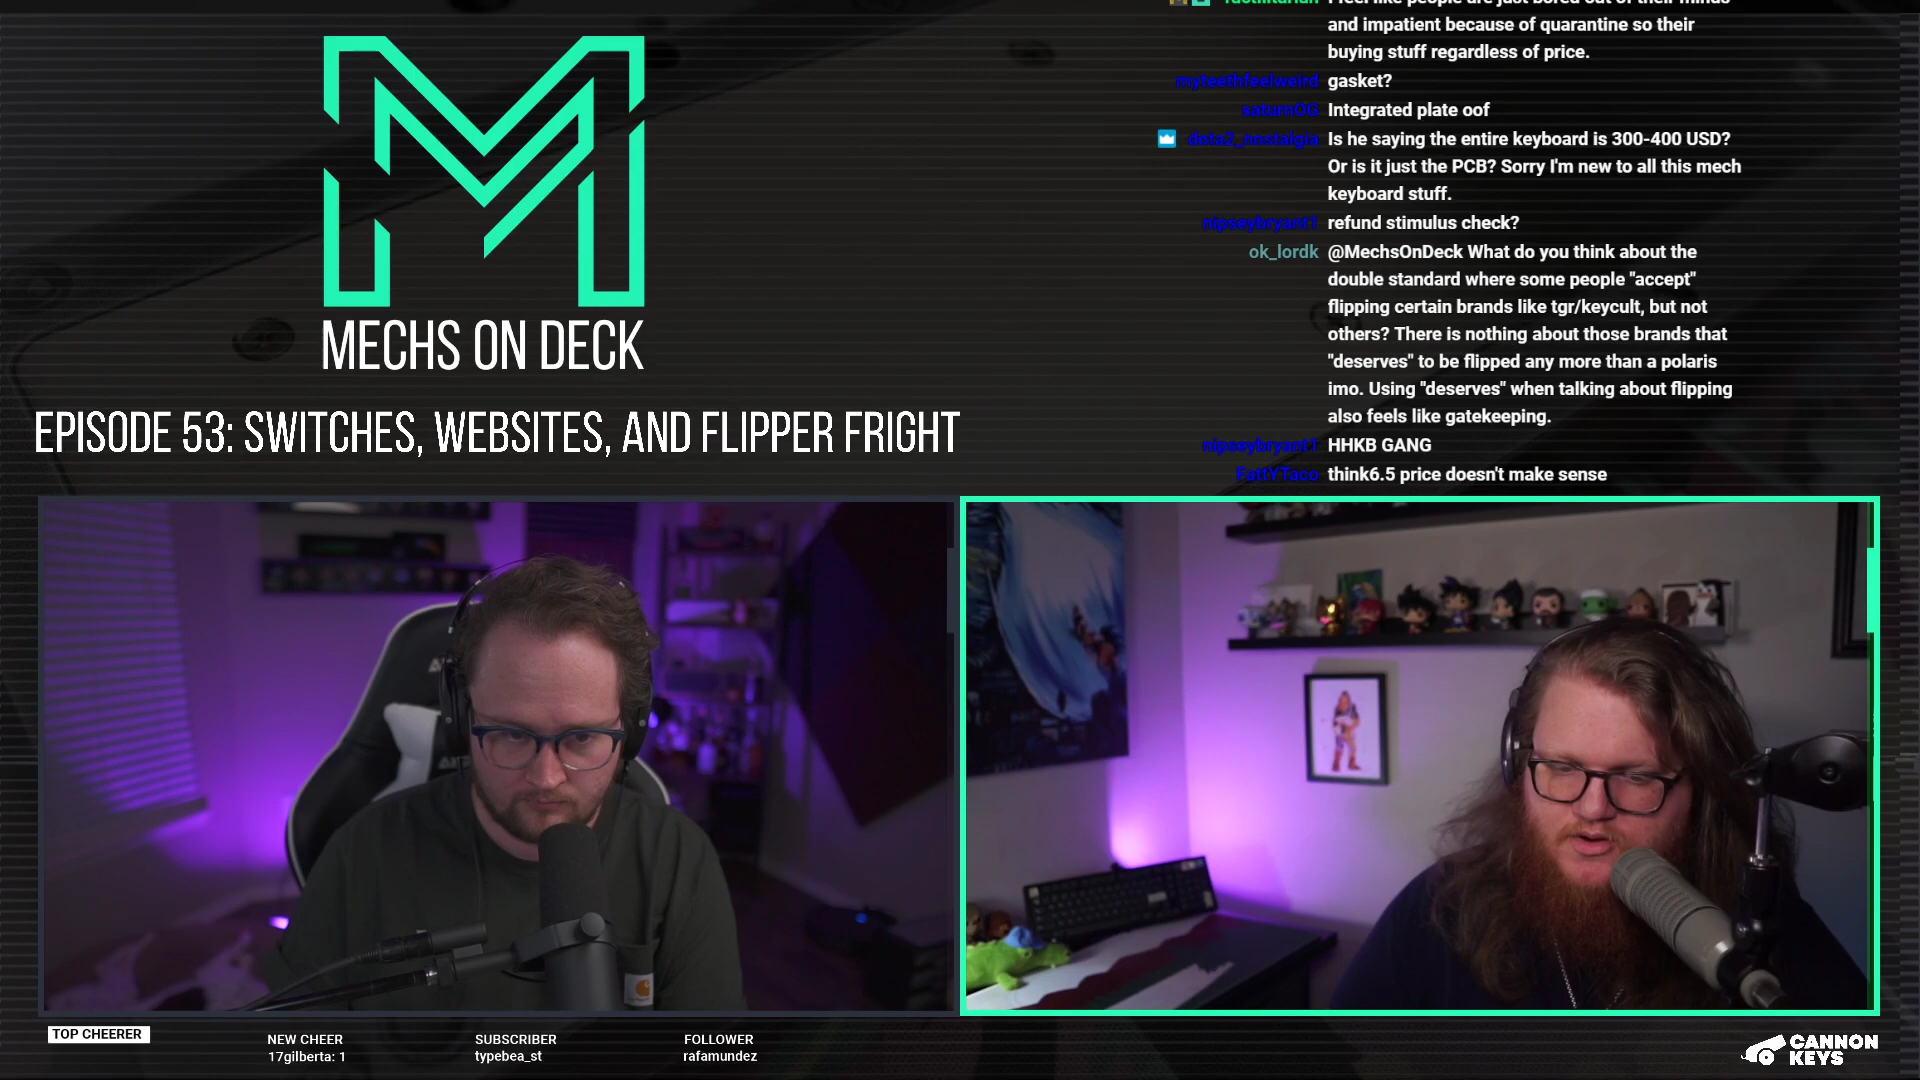 MECHS ON DECK
EPISODE 53: SWITCHES, WEBSITES, AND FLIPPER FRIGHT
and impatient because of quarantine so their
buying stuff regardless of price.
myteethfeelweird gasket?
saturnOG Integrated plate oof
dota2_nostalgia Is he saying the entire keyboard is 300-400 USD?
Or is it just the PCB? Sorry I'm new to all this mech
keyboard stuff.
nipseybryant1 refund stimulus check?
ok_lordk @MechsOnDeck What do you think about the
double standard where some people "accept"
flipping certain brands like tgr/keycult, but not
others? There is nothing about those brands that
"deserves" to be flipped any more than a polaris
imo. Using "deserves" when talking about flipping
also feels like gatekeeping.
nipseybryant1 HHKB GANG
FattYTaco think6.5 price doesn't make sense
TOP CHEERER
NEW CHEER
17gilberta: 1
SUBSCRIBER
typebea_st
FOLLOWER
rafamundez
CANNON
KEYS